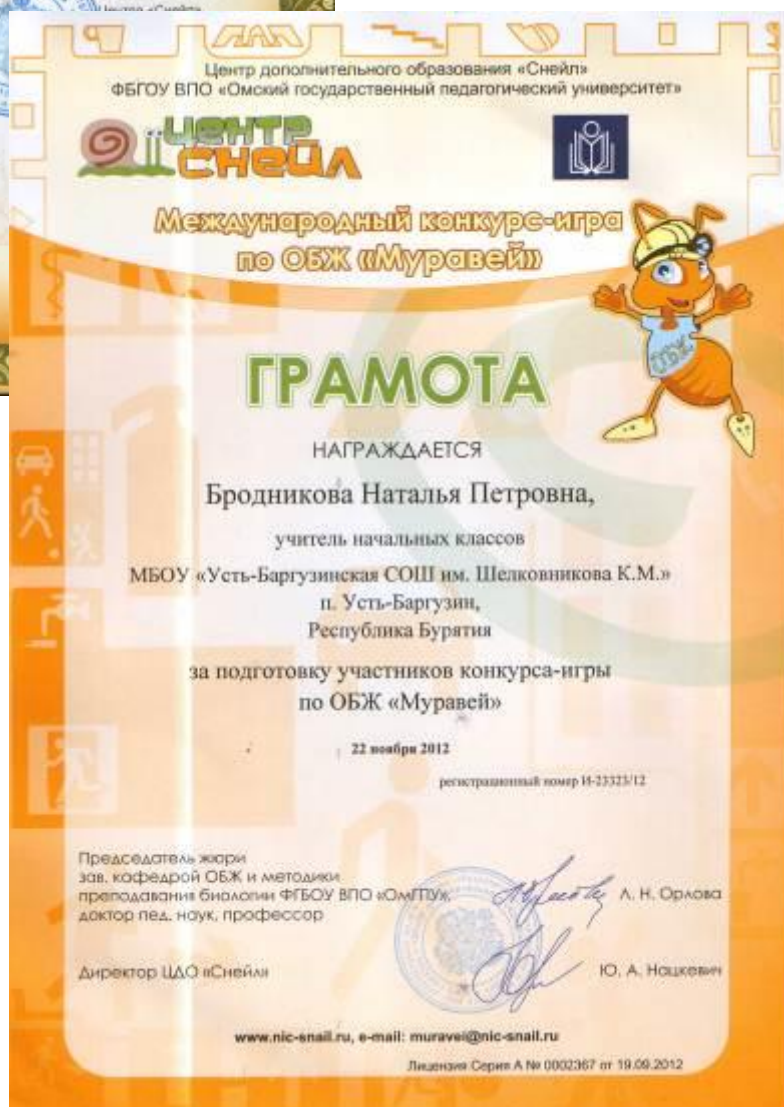 Центр «Снейл»
Центр дополнительного образования «Снейл»
ФБГОУ ВПО «Омский государственный педагогический университет»
ЦЕНТР
СНЕЙЛ
Международный конкурс-игра
по ОБЖ «Муравей»
ОБЖ
ГРАМОТА
НАГРАЖДАЕТСЯ
Бродникова Наталья Петровна,
учитель начальных классов
МБОУ «Усть-Баргузинская СОШ им. Шелковникова К.М.»
п. Усть-Баргузин,
Республика Бурятия
за подготовку участников конкурса-игры
по ОБЖ «Муравей»
22 ноября 2012
регистрационный номер И-23323/12
Председатель жюри
зав. кафедрой ОБЖ и методики
преподавания биологии ФГБОУ ВПО «ОмГПУ»,
доктор пед. наук, профессор
Л. Н. Орлова
Директор ЦДО «Снейл»
Ю. А. Нацкевич
www.nic-snail.ru, e-mail: muravei@nic-snail.ru
Лицензия Серия А № 0002367 от 19.09.2012